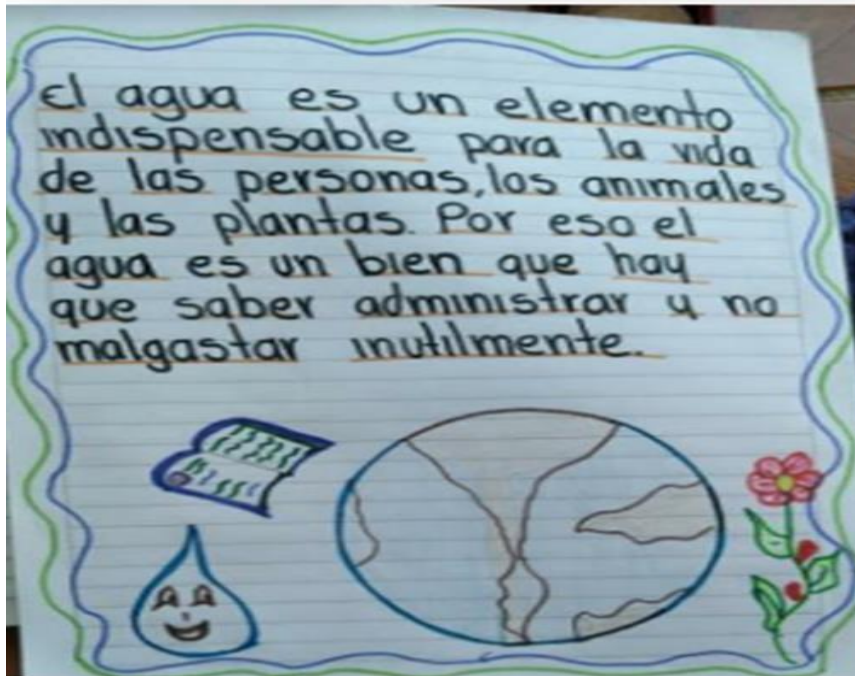 El agua es un elemento
indispensable para la vida
de las personas, los animales
y las plantas. Por eso el
agua es un bien que hay
que saber administrar y no
malgastar inutilmente.